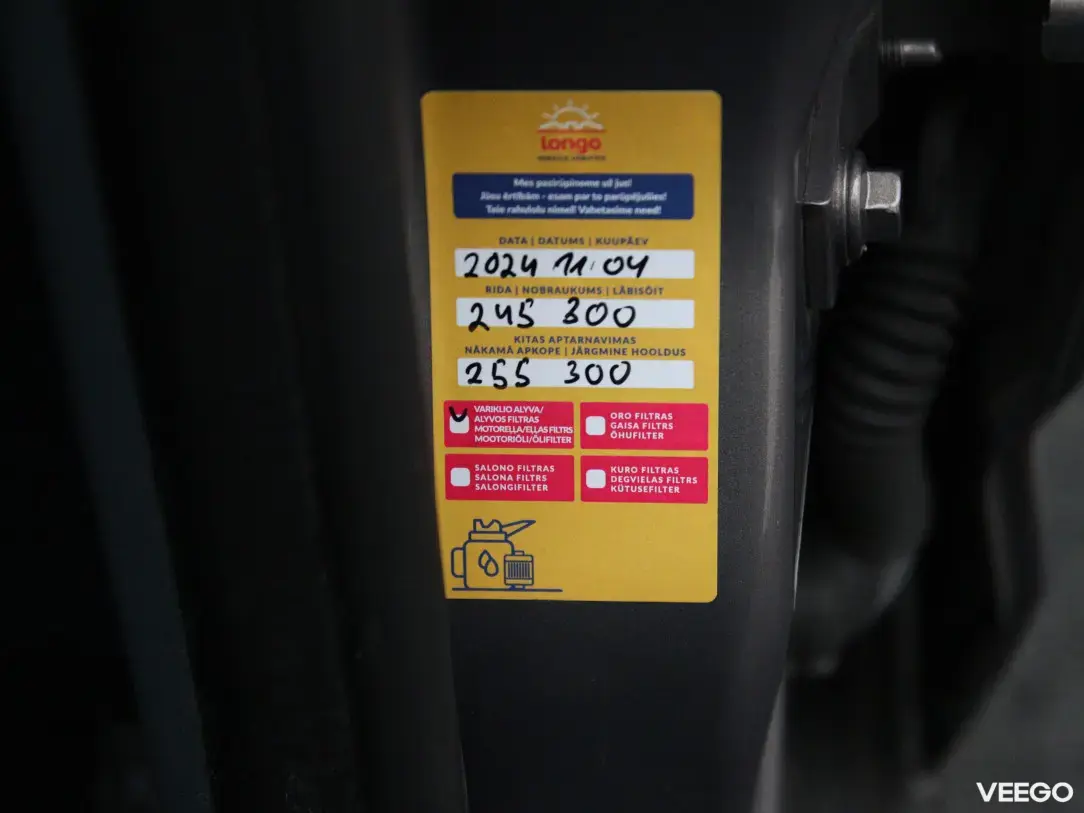 longo
Mes pasirūpinome už jus!
Jūsu ērtībām - esam par to parūpējušies!
Teie rahulolu nimel! Vahetasime need!
DATA | DATUMS | KUUPÄEV
2024 11.04
RIDA | NOBRAUKUMS | LÄBISÕIT
245 300
KITAS APTARNAVIMAS
NĀKAMĀ APKOPE | JÄRGMINE HOOLDUS
255 300
VARIKLIO ALYVA/
ALYVOS FILTRAS
MOTOREĻĻA/EĻĻAS FILTRS
MOOTORIÕLI/ÕLIFILTER
ORO FILTRAS
GAISA FILTRS
ÕHUFILTER
SALONO FILTRAS
SALONA FILTRS
SALONGIFILTER
KURO FILTRAS
DEGVIELAS FILTRS
KÜTUSEFILTER
VEEGO